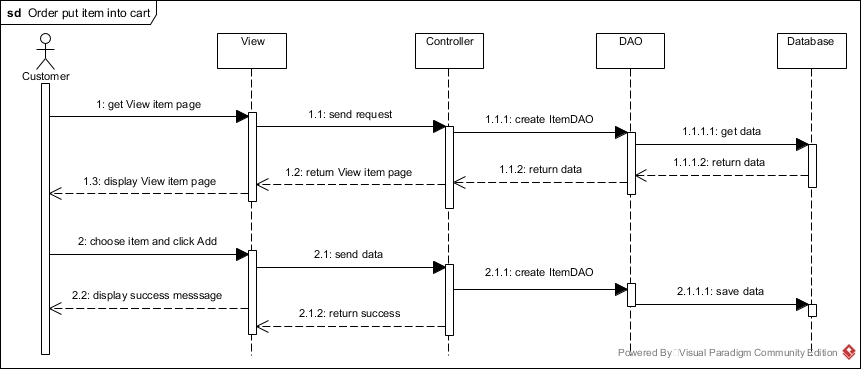 sd Order put item into cart
View
Controller
DAO
Database
Customer
1: get View item page
1.1: send request
1.1.1: create ItemDAO
1.1.1.1: get data
1.1.1.2: return data
1.1.2: return data
1.2: return View item page
1.3: display View item page
2: choose item and click Add
2.1: send data
2.1.1: create ItemDAO
2.1.1.1: save data
2.2: display success messsage
2.1.2: return success
Powered By Visual Paradigm Community Edition